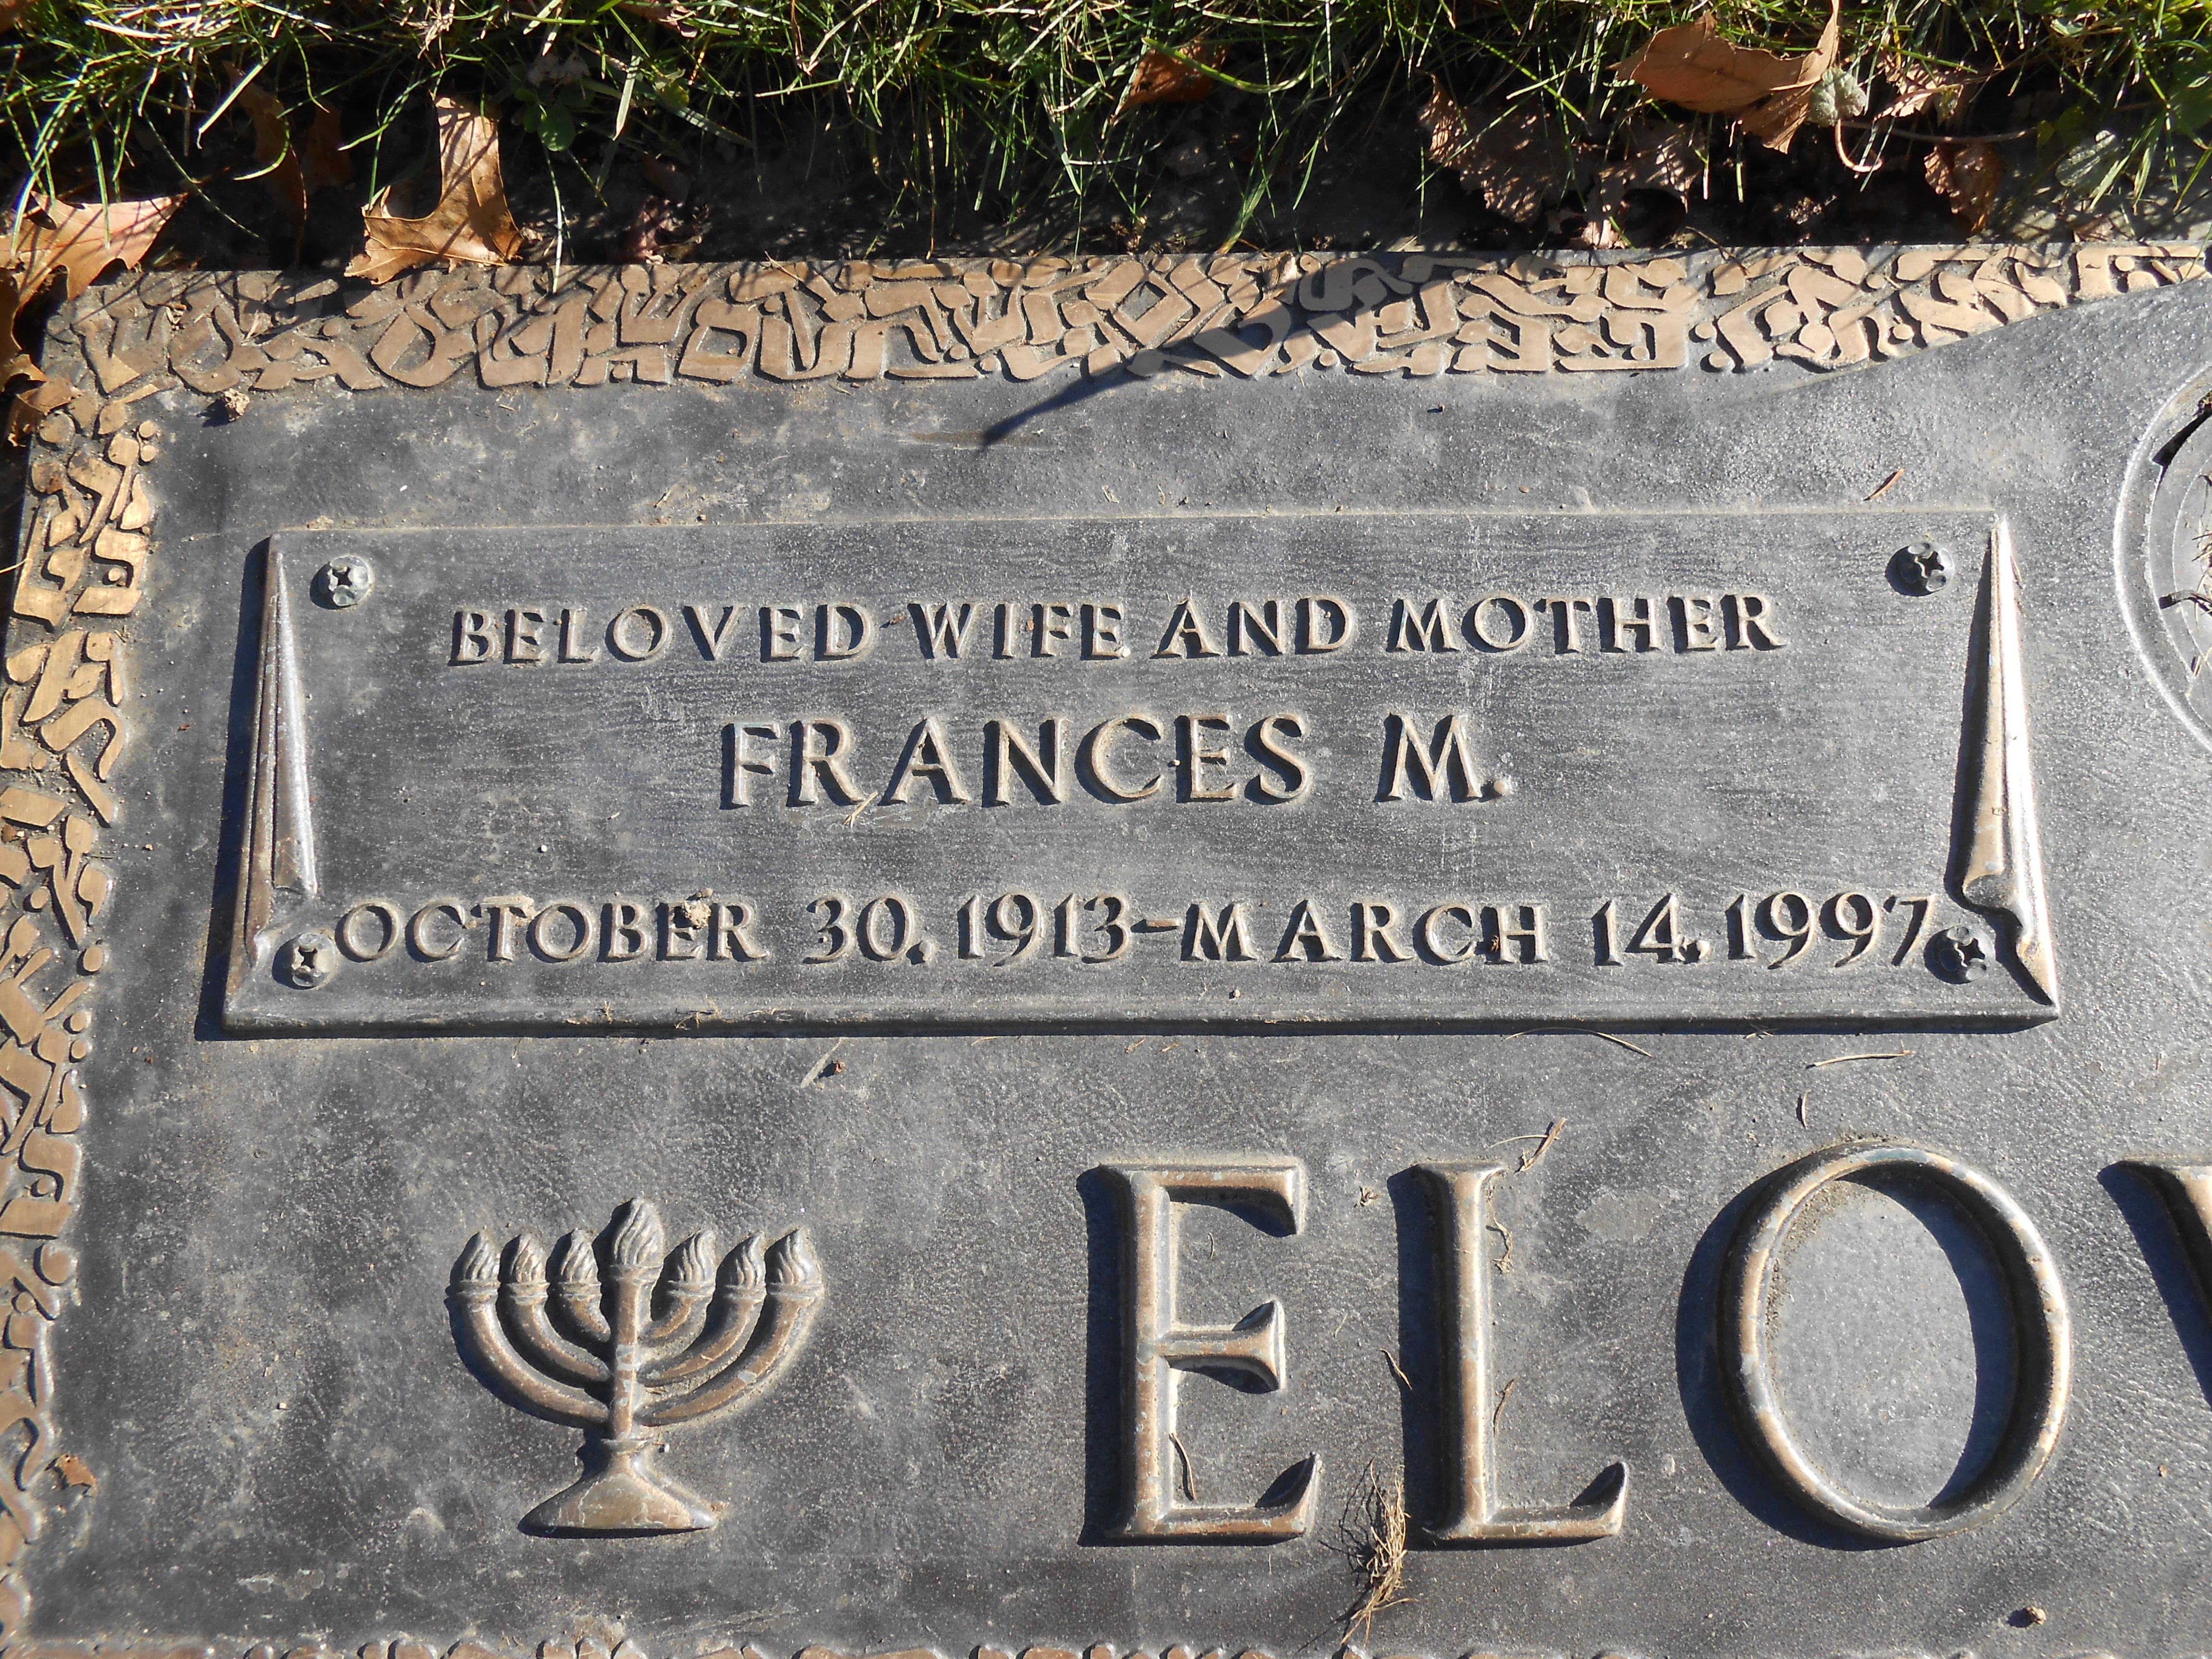 BELOVED WIFE AND MOTHER
FRANCES M.
OCTOBER 30, 1913-MARCH 14, 1997
ELO